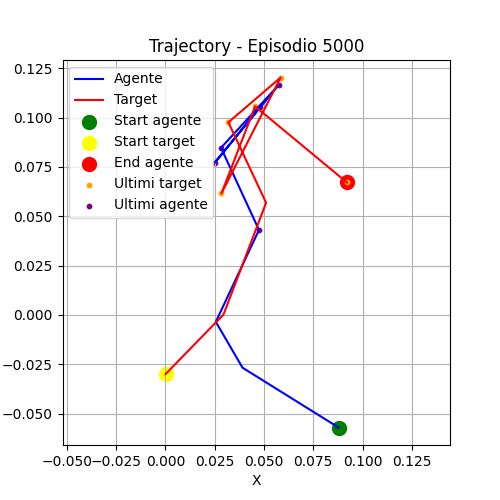 Trajectory - Episodio 5000
Agente
Target
Start agente
Start target
End agente
Ultimi target
Ultimi agente
0.125
0.100
0.075
0.050
0.025
0.000
−0.025
−0.050
−0.050 −0.025 0.000 0.025 0.050 0.075 0.100 0.125
X